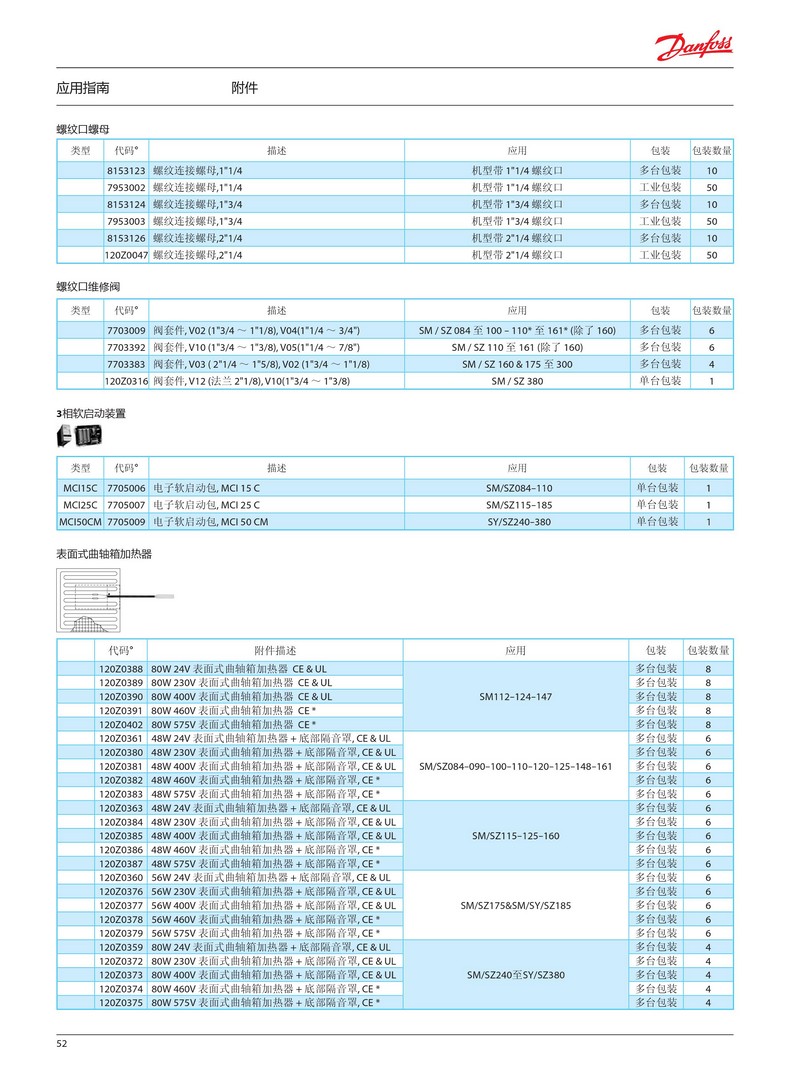 Danfoss
应用指南 附件
螺纹口螺母
类型 代码° 描述 应用 包装 包装数量
8153123 螺纹连接螺母,1"1/4 机型带 1"1/4 螺纹口 多台包装 10
7953002 螺纹连接螺母,1"1/4 机型带 1"1/4 螺纹口 工业包装 50
8153124 螺纹连接螺母,1"3/4 机型带 1"3/4 螺纹口 多台包装 10
7953003 螺纹连接螺母,1"3/4 机型带 1"3/4 螺纹口 工业包装 50
8153126 螺纹连接螺母,2"1/4 机型带 2"1/4 螺纹口 多台包装 10
120Z0047 螺纹连接螺母,2"1/4 机型带 2"1/4 螺纹口 工业包装 50
螺纹口维修阀
类型 代码° 描述 应用 包装 包装数量
7703009 阀套件, V02 (1"3/4 ～ 1"1/8), V04(1"1/4 ～ 3/4") SM / SZ 084 至 100 – 110* 至 161* (除了 160) 多台包装 6
7703392 阀套件, V10 (1"3/4 ～ 1"3/8), V05(1"1/4 ～ 7/8") SM / SZ 110 至 161 (除了 160) 多台包装 6
7703383 阀套件, V03 ( 2"1/4 ～ 1"5/8), V02 (1"3/4 ～ 1"1/8) SM / SZ 160 & 175 至 300 多台包装 4
120Z0316 阀套件, V12 (法兰 2"1/8), V10(1"3/4 ～ 1"3/8) SM / SZ 380 单台包装 1
3相软启动装置
类型 代码° 描述 应用 包装 包装数量
MCI15C 7705006 电子软启动包, MCI 15 C SM/SZ084–110 单台包装 1
MCI25C 7705007 电子软启动包, MCI 25 C SM/SZ115–185 单台包装 1
MCI50CM 7705009 电子软启动包, MCI 50 CM SY/SZ240–380 单台包装 1
表面式曲轴箱加热器
代码° 附件描述 应用 包装 包装数量
120Z0388 80W 24V 表面式曲轴箱加热器 CE & UL 多台包装 8
120Z0389 80W 230V 表面式曲轴箱加热器 CE & UL 多台包装 8
120Z0390 80W 400V 表面式曲轴箱加热器 CE & UL SM112–124–147 多台包装 8
120Z0391 80W 460V 表面式曲轴箱加热器 CE * 多台包装 8
120Z0402 80W 575V 表面式曲轴箱加热器 CE * 多台包装 8
120Z0361 48W 24V 表面式曲轴箱加热器 + 底部隔音罩, CE & UL 多台包装 6
120Z0380 48W 230V 表面式曲轴箱加热器 + 底部隔音罩, CE & UL 多台包装 6
120Z0381 48W 400V 表面式曲轴箱加热器 + 底部隔音罩, CE & UL SM/SZ084–090–100–110–120–125–148–161 多台包装 6
120Z0382 48W 460V 表面式曲轴箱加热器 + 底部隔音罩, CE * 多台包装 6
120Z0383 48W 575V 表面式曲轴箱加热器 + 底部隔音罩, CE * 多台包装 6
120Z0363 48W 24V 表面式曲轴箱加热器 + 底部隔音罩, CE & UL 多台包装 6
120Z0384 48W 230V 表面式曲轴箱加热器 + 底部隔音罩, CE & UL 多台包装 6
120Z0385 48W 400V 表面式曲轴箱加热器 + 底部隔音罩, CE & UL SM/SZ115–125–160 多台包装 6
120Z0386 48W 460V 表面式曲轴箱加热器 + 底部隔音罩, CE * 多台包装 6
120Z0387 48W 575V 表面式曲轴箱加热器 + 底部隔音罩, CE * 多台包装 6
120Z0360 56W 24V 表面式曲轴箱加热器 + 底部隔音罩, CE & UL 多台包装 6
120Z0376 56W 230V 表面式曲轴箱加热器 + 底部隔音罩, CE & UL 多台包装 6
120Z0377 56W 400V 表面式曲轴箱加热器 + 底部隔音罩, CE & UL SM/SZ175&SM/SY/SZ185 多台包装 6
120Z0378 56W 460V 表面式曲轴箱加热器 + 底部隔音罩, CE * 多台包装 6
120Z0379 56W 575V 表面式曲轴箱加热器 + 底部隔音罩, CE * 多台包装 6
120Z0359 80W 24V 表面式曲轴箱加热器 + 底部隔音罩, CE & UL 多台包装 4
120Z0372 80W 230V 表面式曲轴箱加热器 + 底部隔音罩, CE & UL 多台包装 4
120Z0373 80W 400V 表面式曲轴箱加热器 + 底部隔音罩, CE & UL SM/SZ240至SY/SZ380 多台包装 4
120Z0374 80W 460V 表面式曲轴箱加热器 + 底部隔音罩, CE * 多台包装 4
120Z0375 80W 575V 表面式曲轴箱加热器 + 底部隔音罩, CE * 多台包装 4
52